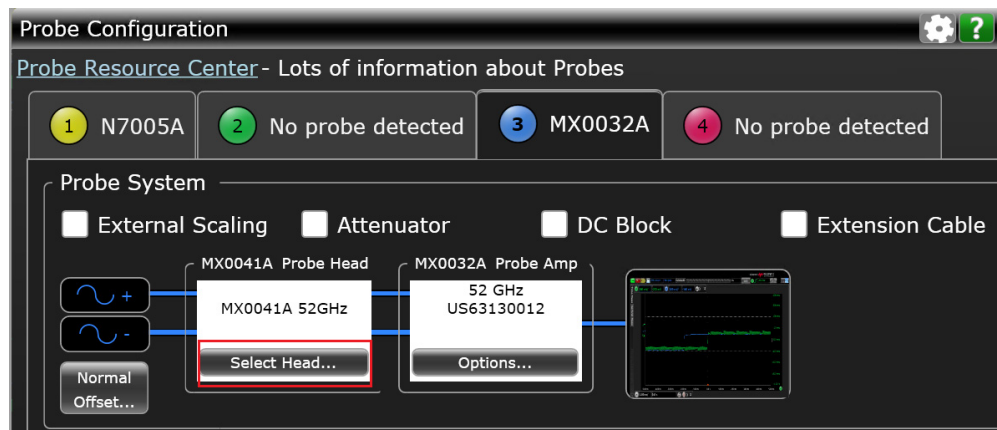 Probe Configuration
?
Probe Resource Center - Lots of information about Probes
1 N7005A
2 No probe detected
3 MX0032A
4 No probe detected
Probe System
External Scaling
Attenuator
DC Block
Extension Cable
MX0041A Probe Head
MX0041A 52GHz
Select Head...
MX0032A Probe Amp
52 GHz
US63130012
Options...
+
-
Normal
Offset...